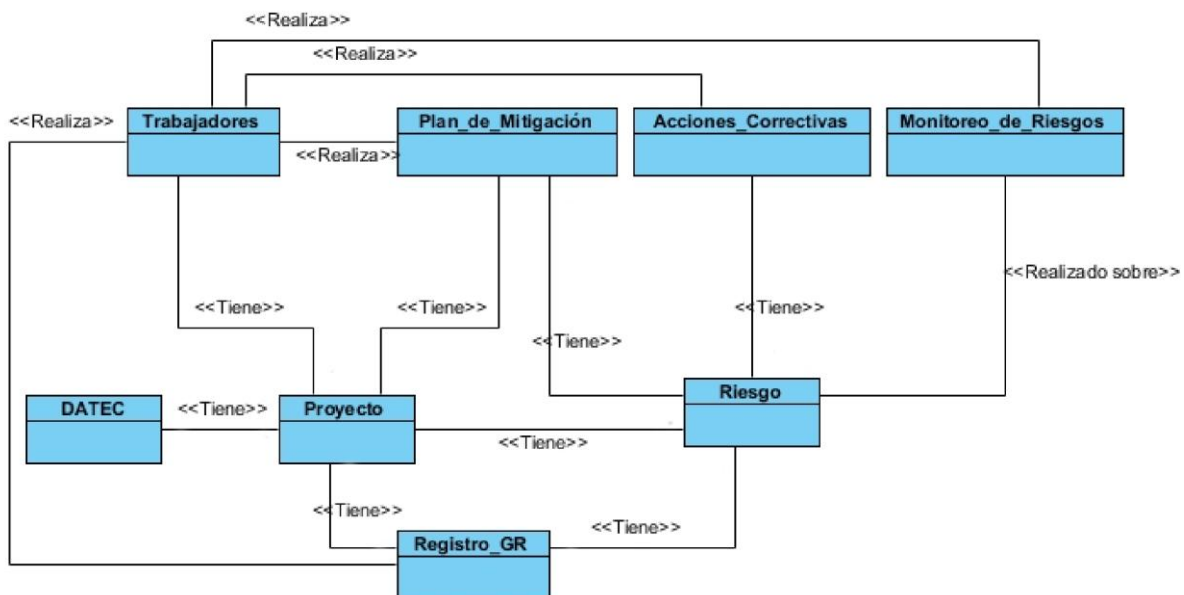 <<Realiza>>
<<Realiza>>
<<Realiza>>
Trabajadores
Plan_de_Mitigación
Acciones_Correctivas
Monitoreo_de_Riesgos
<<Realiza>>
<<Realizado sobre>>
<<Tiene>>
<<Tiene>>
<<Tiene>>
<<Tiene>>
Riesgo
DATEC
<<Tiene>>
Proyecto
<<Tiene>>
<<Tiene>>
<<Tiene>>
Registro_GR